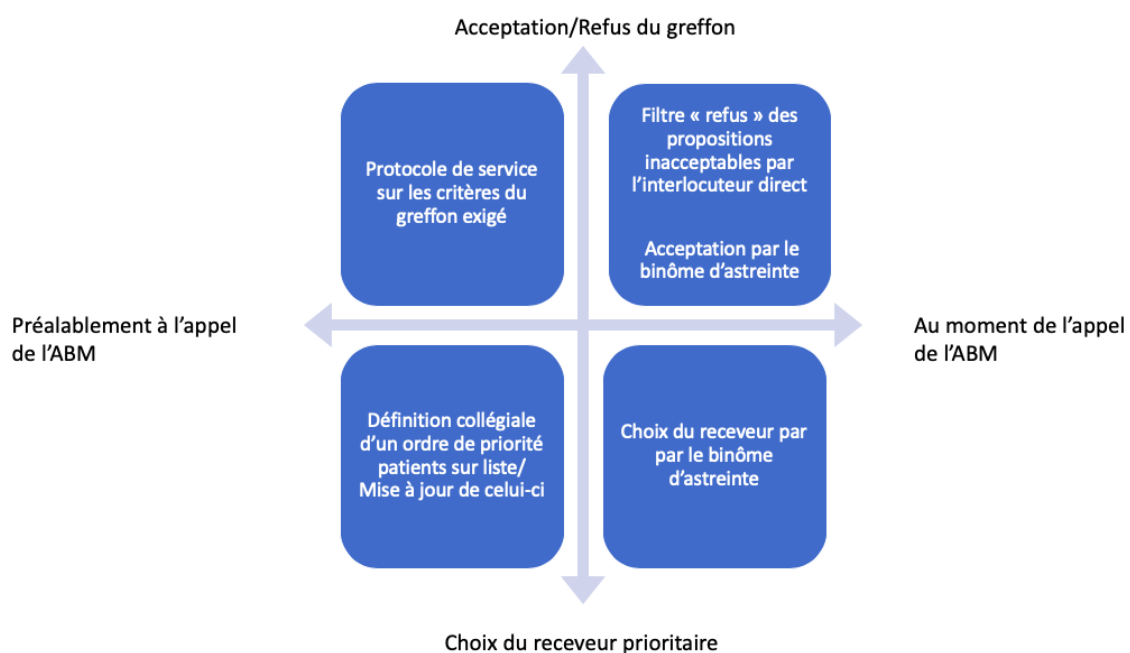 Acceptation/Refus du greffon
Protocole de service
sur les critères du
greffon exigé
Filtre « refus » des
propositions
inacceptables par
l’interlocuteur direct
Acceptation par le
binôme d’astreinte
Préalablement à l’appel
de l’ABM
Au moment de l’appel
de l’ABM
Définition collégiale
d’un ordre de priorité
patients sur liste/
Mise à jour de celui-ci
Choix du receveur par
par le binôme
d’astreinte
Choix du receveur prioritaire